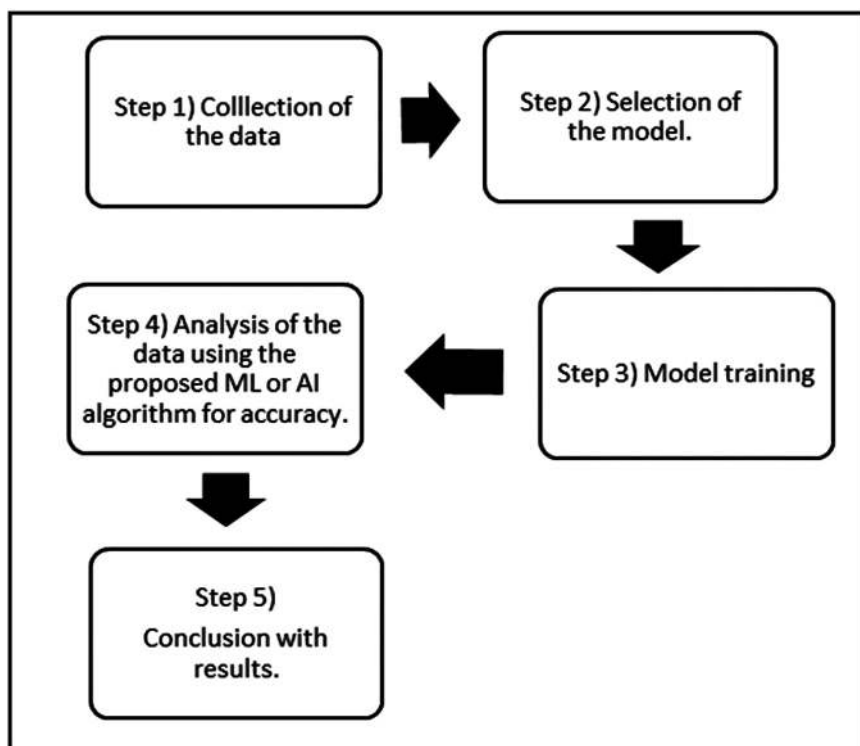 Step 1) Colllection of
the data
Step 2) Selection of
the model.
Step 3) Model training
Step 4) Analysis of the
data using the
proposed ML or AI
algorithm for accuracy.
Step 5)
Conclusion with
results.